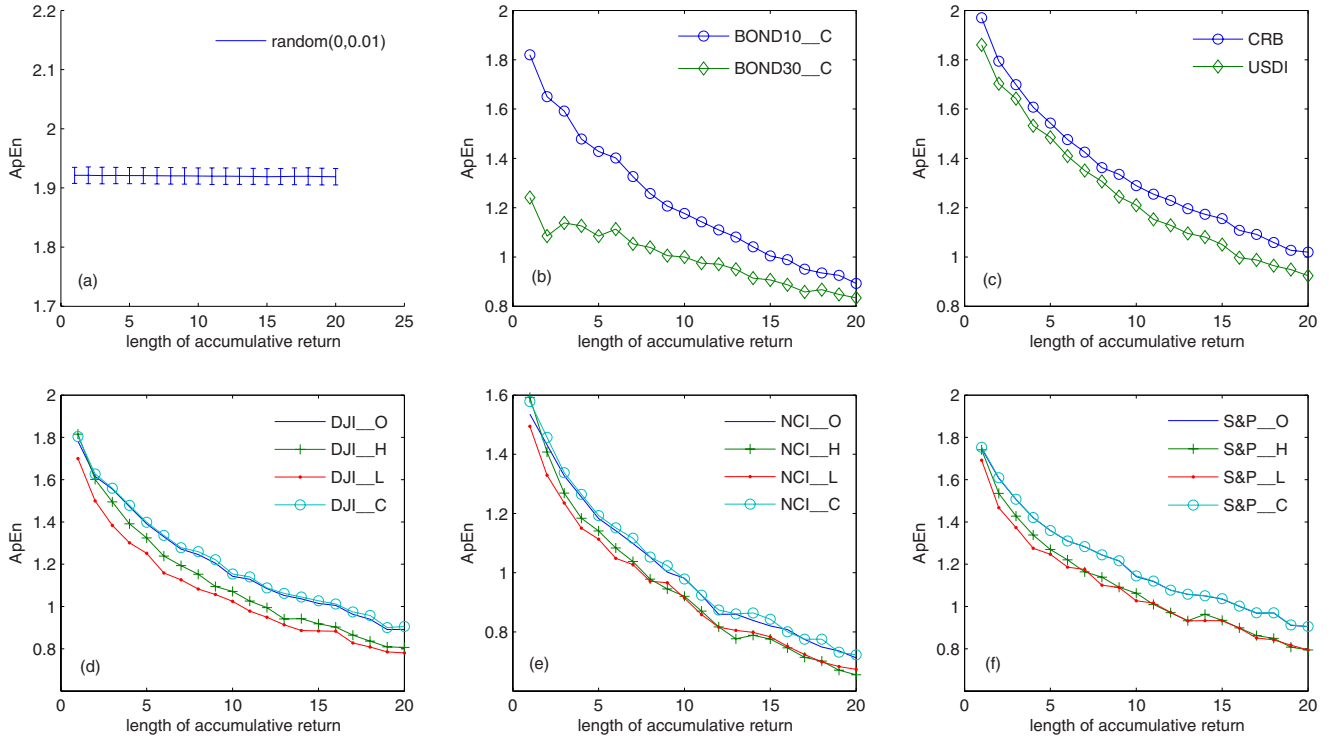 2.2
2.1
2
1.9
1.8
1.7
ApEn
random(0,0.01)
(a)
0 5 10 15 20 25
length of accumulative return
2
1.8
1.6
1.4
1.2
1
0.8
ApEn
BOND10__C
BOND30__C
(b)
0 5 10 15 20
length of accumulative return
2
1.8
1.6
1.4
1.2
1
0.8
ApEn
CRB
USDI
(c)
0 5 10 15 20
length of accumulative return
2
1.8
1.6
1.4
1.2
1
0.8
ApEn
DJI__O
DJI__H
DJI__L
DJI__C
(d)
0 5 10 15 20
length of accumulative return
1.6
1.4
1.2
1
0.8
ApEn
NCI__O
NCI__H
NCI__L
NCI__C
(e)
0 5 10 15 20
length of accumulative return
2
1.8
1.6
1.4
1.2
1
0.8
ApEn
S&P__O
S&P__H
S&P__L
S&P__C
(f)
0 5 10 15 20
length of accumulative return